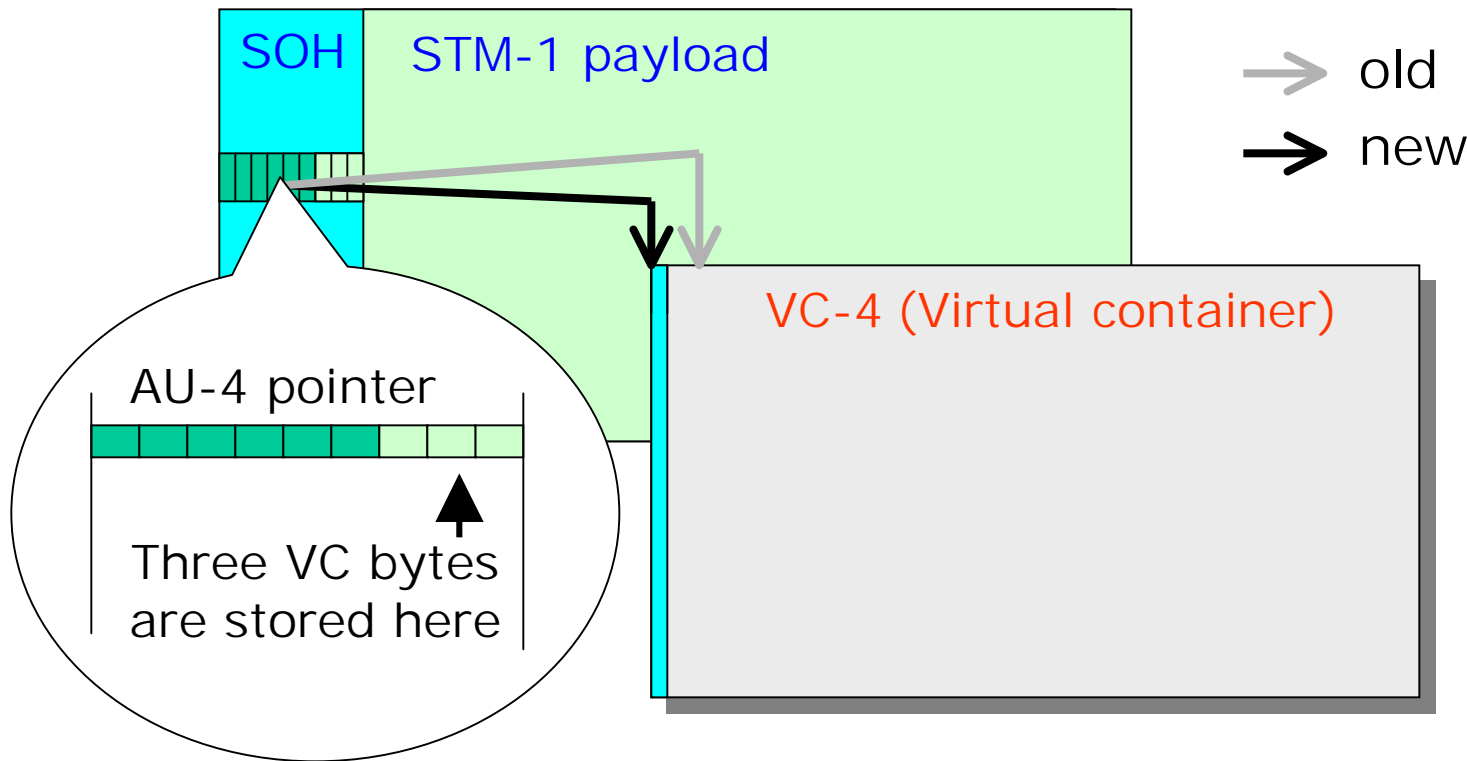 SOH
STM-1 payload
old
new
VC-4 (Virtual container)
AU-4 pointer
Three VC bytes
are stored here